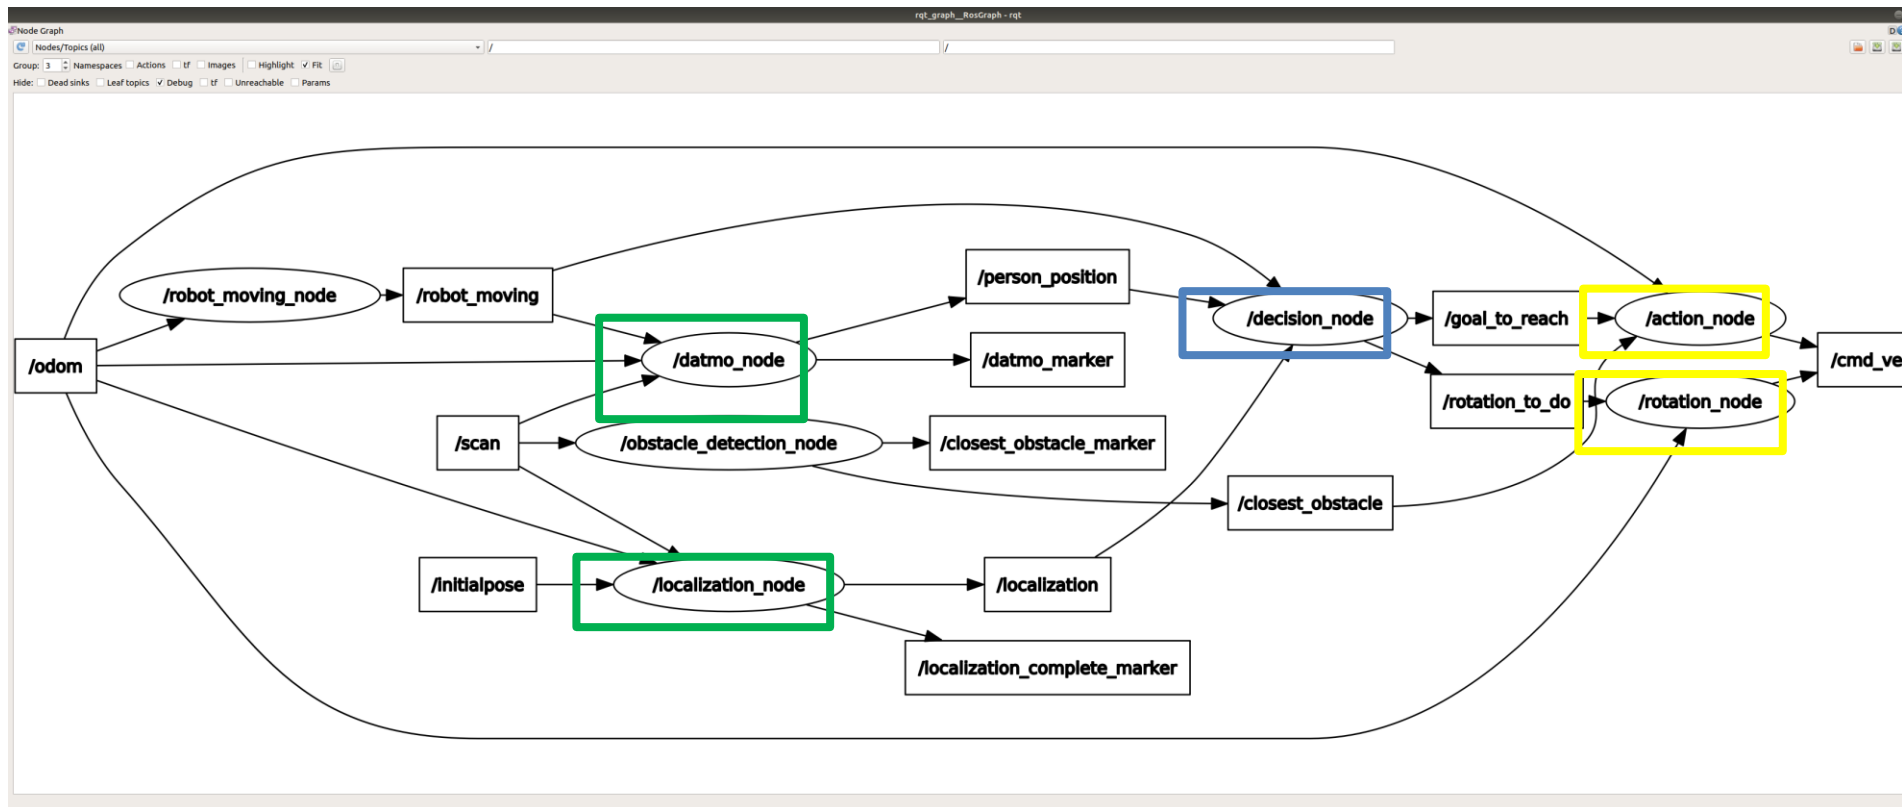 rqt_graph__RosGraph - rqt
Node Graph
D
Nodes/Topics (all)
/
/
Group: 3 Namespaces Actions tf Images Highlight Fit
Hide: Dead sinks Leaf topics Debug tf Unreachable Params
/person_position
/robot_moving_node
/robot_moving
/decision_node
/goal_to_reach
/action_node
/odom
/datmo_node
/datmo_marker
/cmd_ve
/rotation_to_do
/rotation_node
/scan
/obstacle_detection_node
/closest_obstacle_marker
/closest_obstacle
/initialpose
/localization_node
/localization
/localization_complete_marker